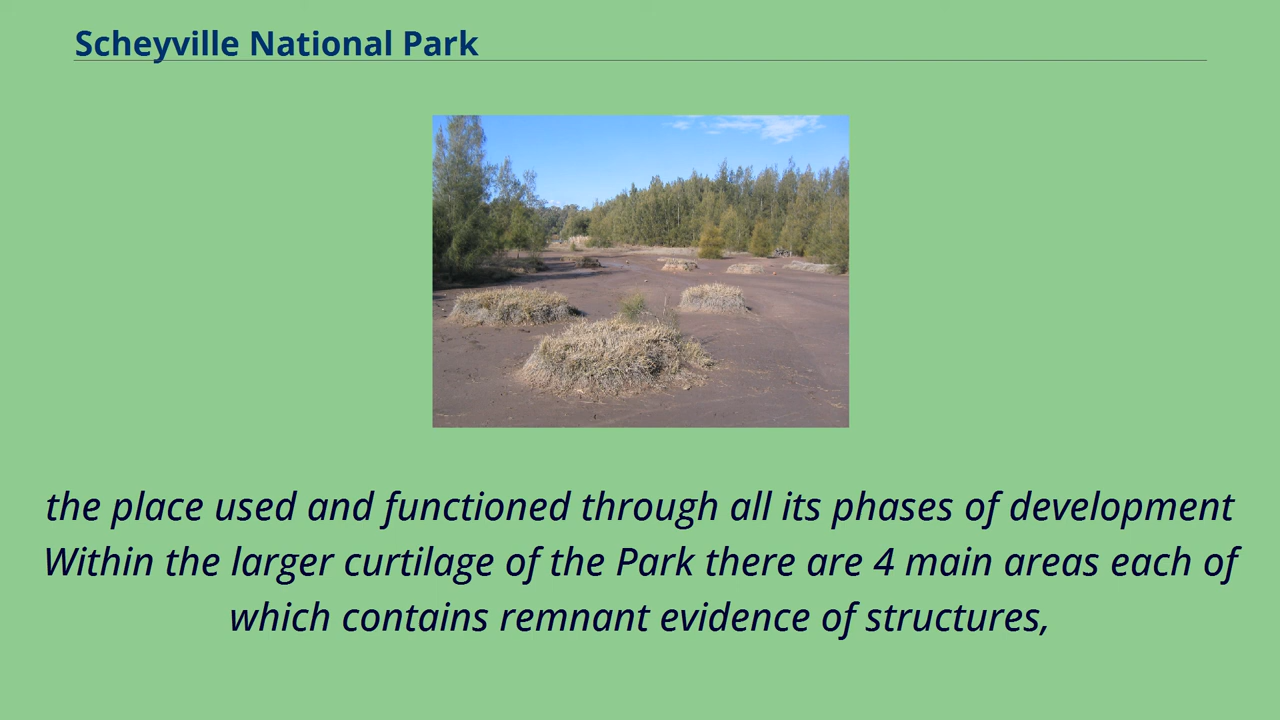 Scheyville National Park
the place used and functioned through all its phases of development
Within the larger curtilage of the Park there are 4 main areas each of
which contains remnant evidence of structures,